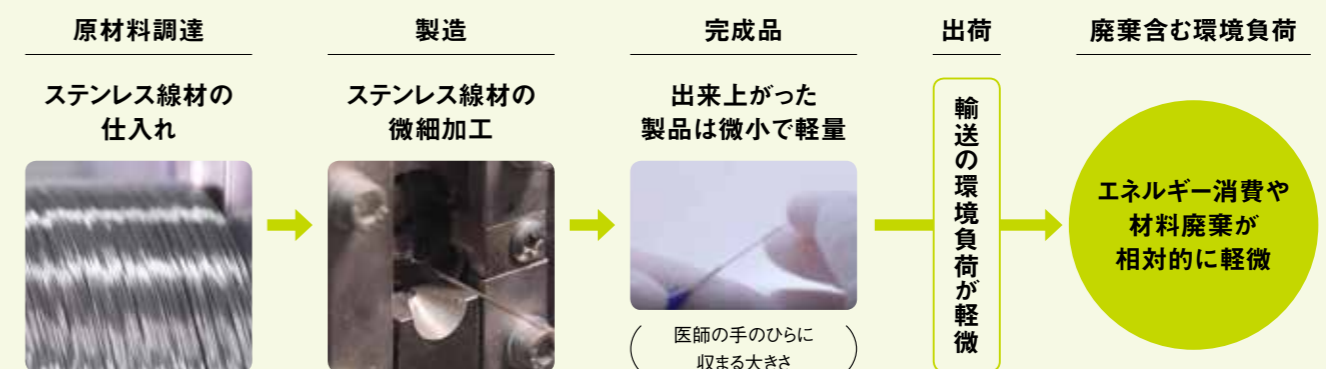 原材料調達
ステンレス線材の
仕入れ
製造
ステンレス線材の
微細加工
完成品
出来上がった
製品は微小で軽量
医師の手のひらに
収まる大きさ
出荷
輸送の環境負荷が軽微
廃棄含む環境負荷
エネルギー消費や
材料廃棄が
相対的に軽微